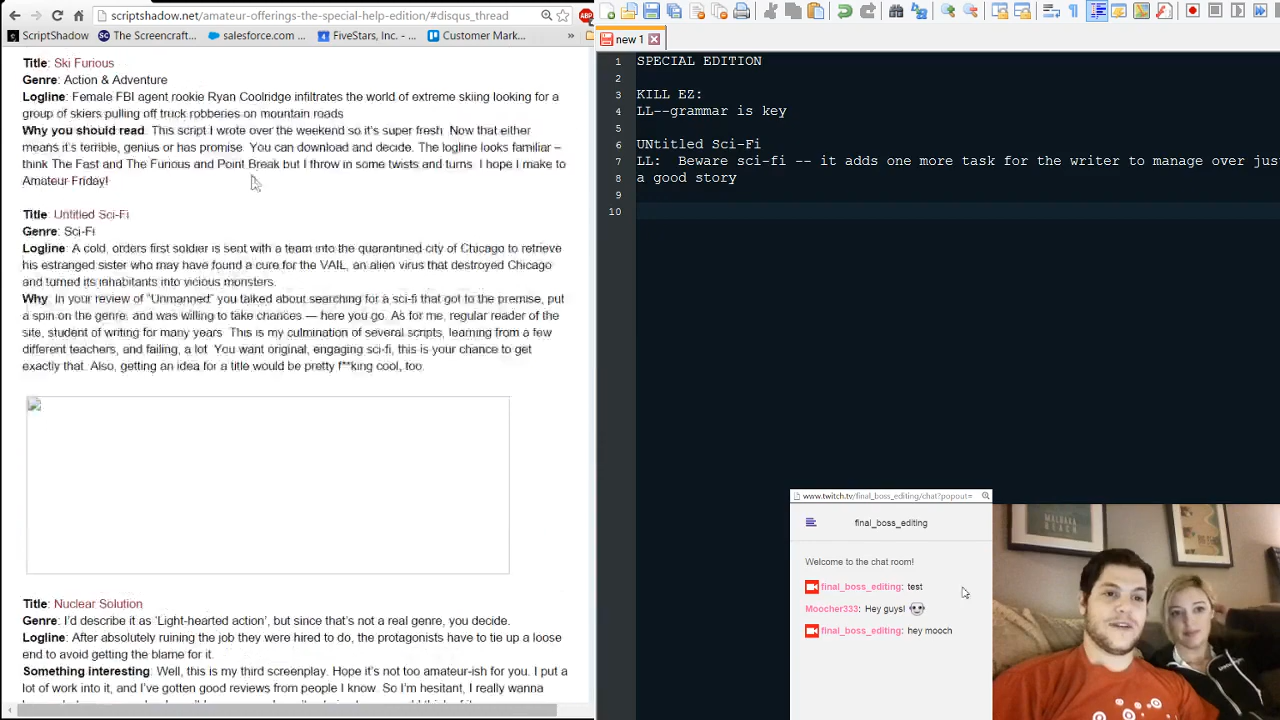 scriptshadow.net/amateur-offerings-the-special-help-edition/#disqus_thread
ABP
ScriptShadow
The Screencraft...
salesforce.com ...
FiveStars, Inc. - ...
Customer Mark...
»
Title: Ski Furious
Genre: Action & Adventure
Logline: Female FBI agent rookie Ryan Coolridge infiltrates the world of extreme skiing looking for a
group of skiers pulling off truck robberies on mountain roads
Why you should read: This script I wrote over the weekend so it's super fresh. Now that either
means it's terrible, genius or has promise. You can download and decide. The logline looks familiar –
think The Fast and The Furious and Point Break but I throw in some twists and turns. I hope I make to
Amateur Friday!
Title: Untitled Sci-Fi
Genre: Sci-Fi
Logline: A cold, orders first soldier is sent with a team into the quarantined city of Chicago to retrieve
his estranged sister who may have found a cure for the VAIL, an alien virus that destroyed Chicago
and turned its inhabitants into vicious monsters.
Why: In your review of "Unmanned" you talked about searching for a sci-fi that got to the premise, put
a spin on the genre, and was willing to take chances — here you go. As for me, regular reader of the
site, student of writing for many years. This is my culmination of several scripts, learning from a few
different teachers, and failing, a lot. You want original, engaging sci-fi, this is your chance to get
exactly that. Also, getting an idea for a title would be pretty f**king cool, too.
Title: Nuclear Solution
Genre: I'd describe it as 'Light-hearted action', but since that's not a real genre, you decide.
Logline: After absolutely ruining the job they were hired to do, the protagonists have to tie up a loose
end to avoid getting the blame for it.
Something interesting: Well, this is my third screenplay. Hope it's not too amateur-ish for you. I put a
lot of work into it, and I've gotten good reviews from people I know. So I'm hesitant, I really wanna
new 1
1 SPECIAL EDITION
2
3 KILL EZ:
4 LL--grammar is key
5
6 UNtitled Sci-Fi
7 LL:  Beware sci-fi -- it adds one more task for the writer to manage over jus
8 a good story
9
10
www.twitch.tv/final_boss_editing/chat?popout=
final_boss_editing
Welcome to the chat room!
final_boss_editing: test
Moocher333: Hey guys!
final_boss_editing: hey mooch
MALIBU
BEACH